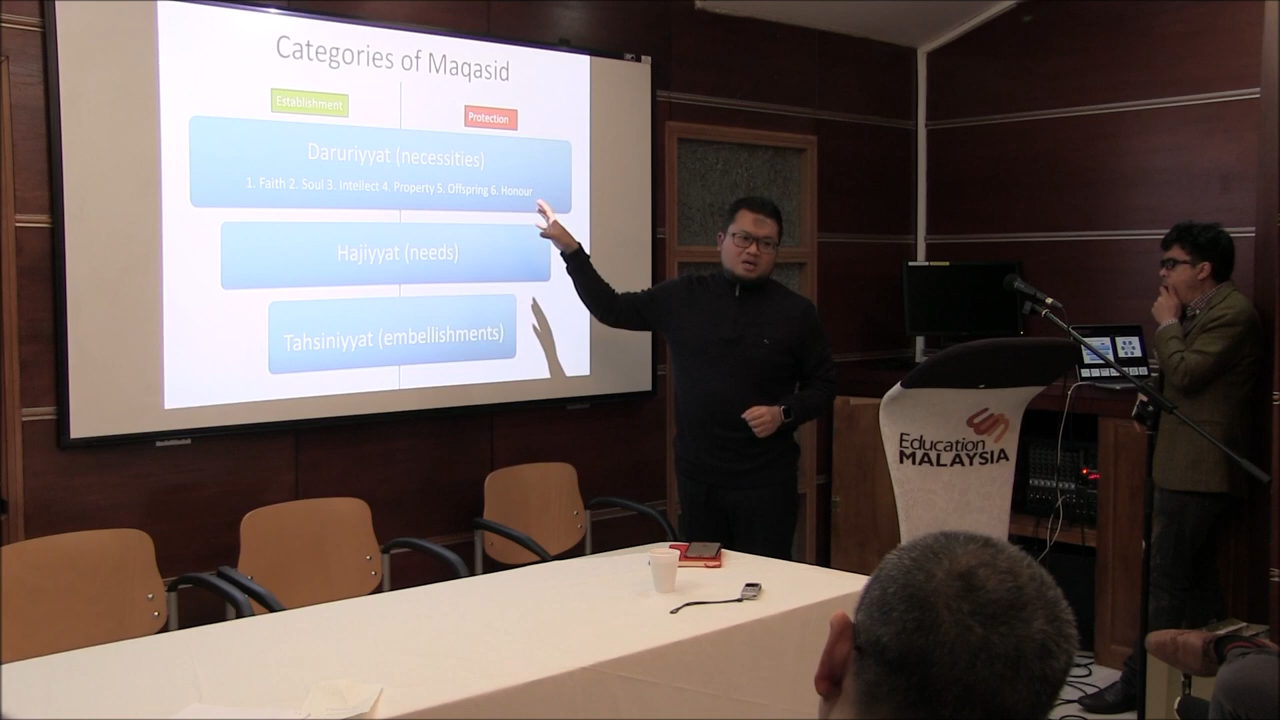 Categories of Maqasid
Establishment
Protection
Daruriyyat (necessities)
1. Faith 2. Soul 3. Intellect 4. Property 5. Offspring 6. Honour
Hajiyyat (needs)
Tahsiniyyat (embellishments)
Education
MALAYSIA